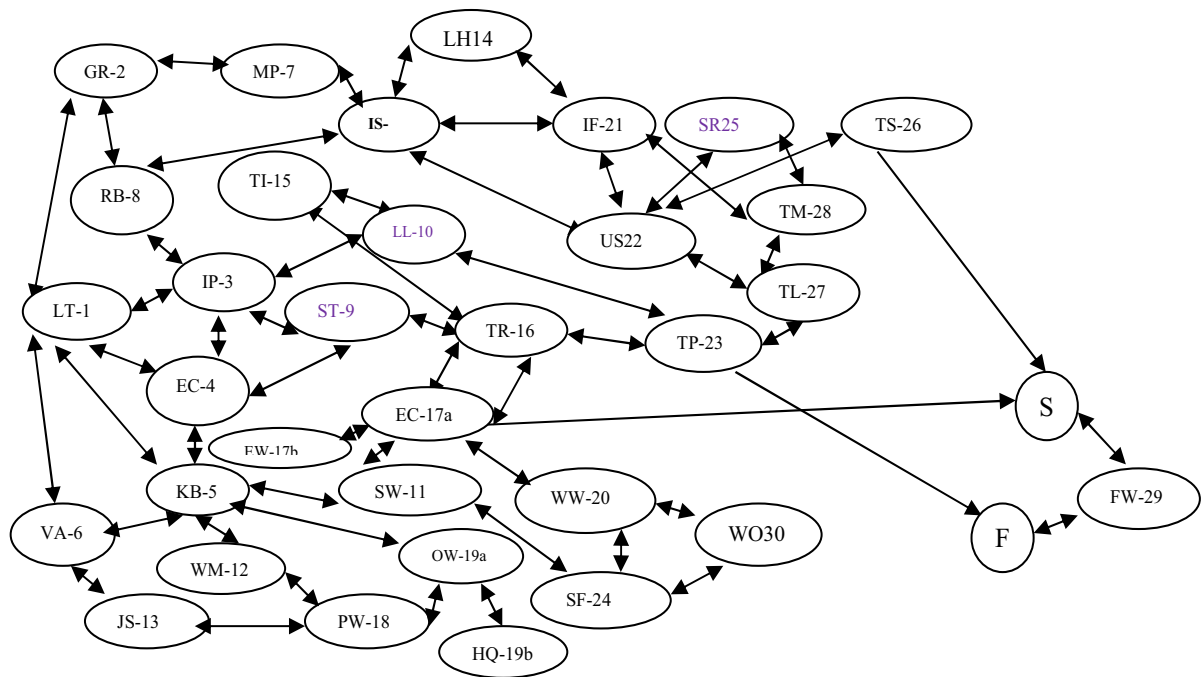 LH14
GR-2
MP-7
IS-
IF-21
SR25
TS-26
RB-8
TI-15
LL-10
US22
TM-28
IP-3
TL-27
LT-1
ST-9
TR-16
TP-23
EC-4
EC-17a
S
KB-5
SW-11
WW-20
FW-29
VA-6
WM-12
OW-19a
WO30
F
JS-13
PW-18
SF-24
HQ-19b